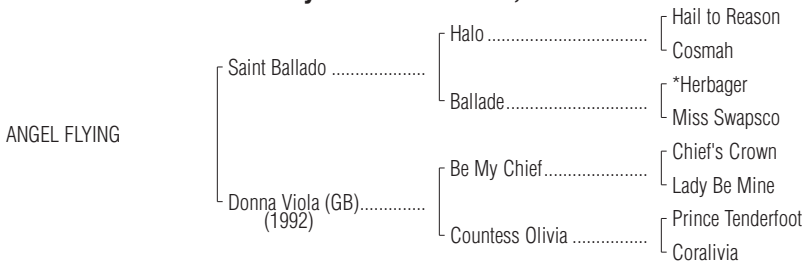 Hail to Reason
Halo
Cosmah
Saint Ballado
*Herbager
Ballade
Miss Swapsco
ANGEL FLYING
Chief's Crown
Be My Chief
Lady Be Mine
Donna Viola (GB)
(1992)
Prince Tenderfoot
Countess Olivia
Coralivia